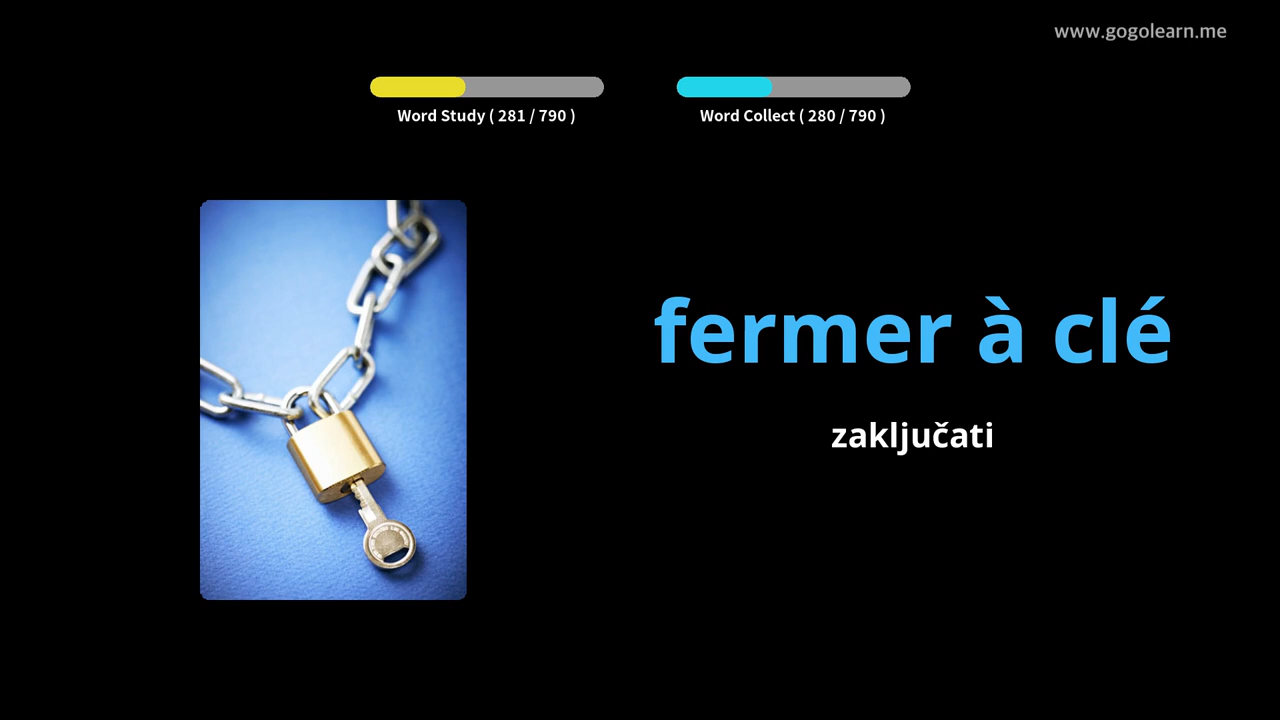 www.gogolearn.me
Word Study ( 281 / 790 )
Word Collect ( 280 / 790 )
fermer à clé
zaključati